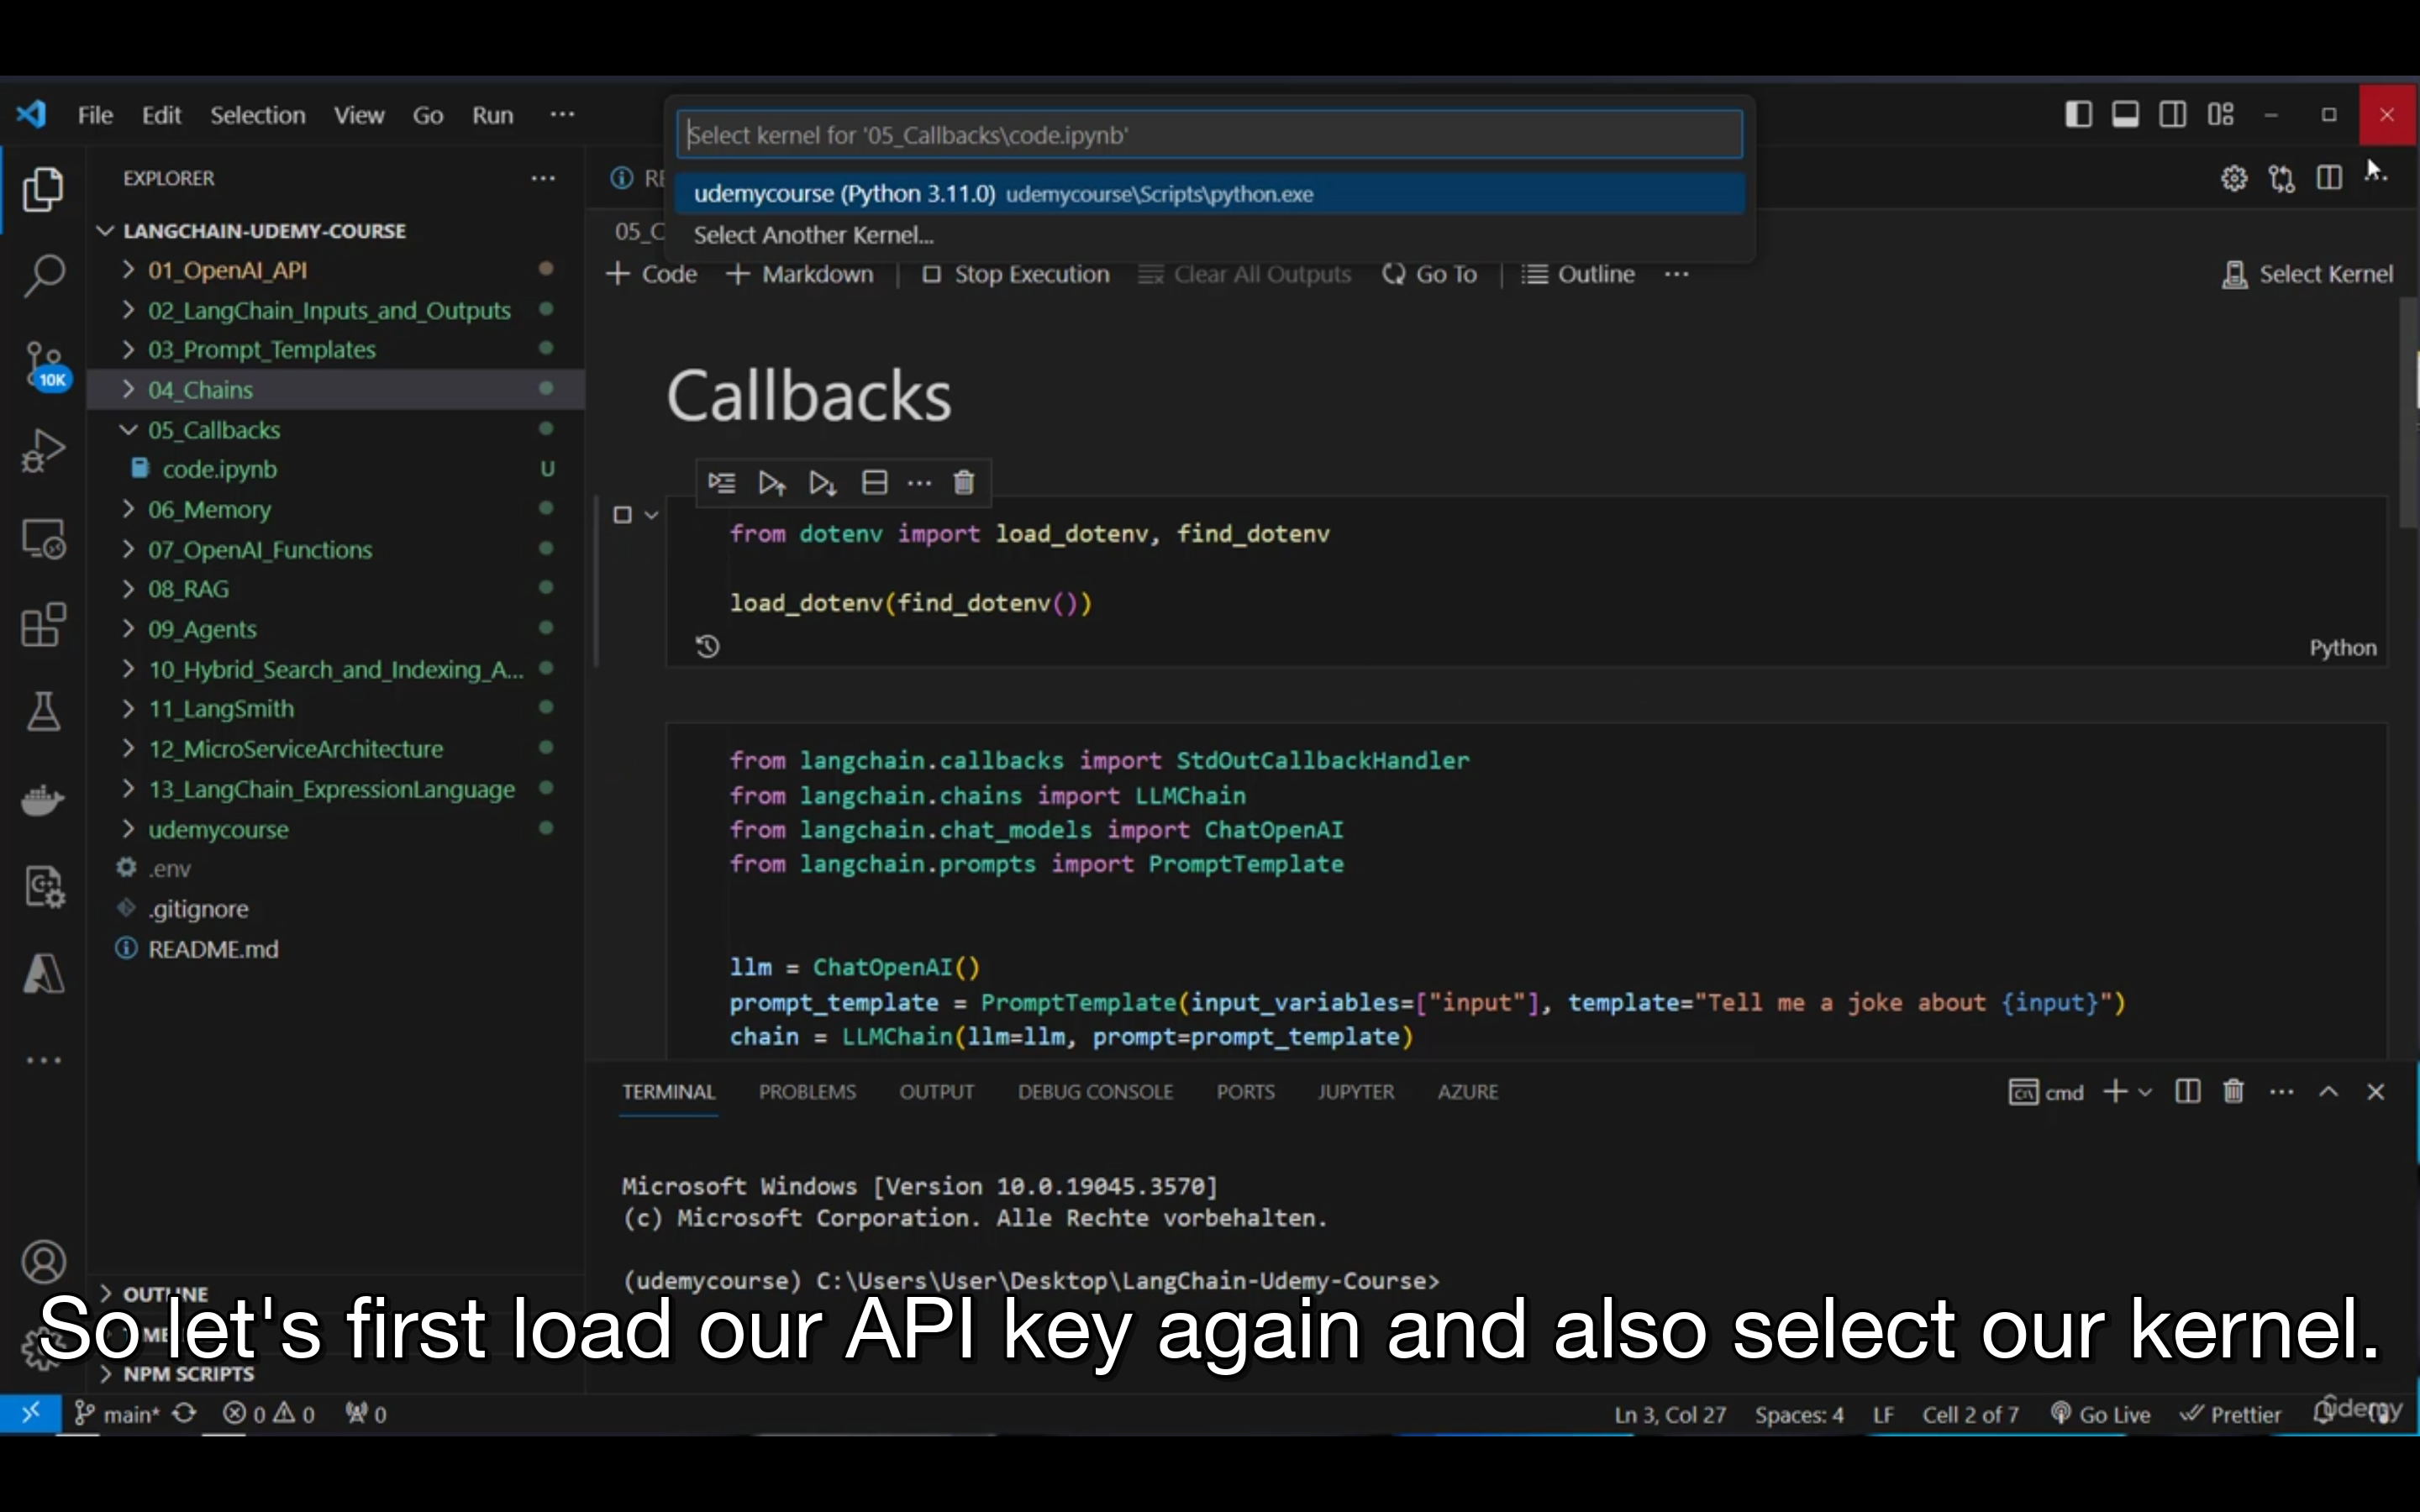 File Edit Selection View Go Run ...
Select kernel for '05_Callbacks\code.ipynb'
udemycourse (Python 3.11.0) udemycourse\Scripts\python.exe
Select Another Kernel...
EXPLORER
LANGCHAIN-UDEMY-COURSE
01_OpenAI_API
02_LangChain_Inputs_and_Outputs
03_Prompt_Templates
04_Chains
05_Callbacks
code.ipynb U
06_Memory
07_OpenAI_Functions
08_RAG
09_Agents
10_Hybrid_Search_and_Indexing_A...
11_LangSmith
12_MicroServiceArchitecture
13_LangChain_ExpressionLanguage
udemycourse
.env
.gitignore
README.md
10K
OUTLINE
NPM SCRIPTS
Code Markdown Stop Execution Clear All Outputs Go To Outline ... Select Kernel
Callbacks
from dotenv import load_dotenv, find_dotenv
load_dotenv(find_dotenv())
Python
from langchain.callbacks import StdOutCallbackHandler
from langchain.chains import LLMChain
from langchain.chat_models import ChatOpenAI
from langchain.prompts import PromptTemplate
llm = ChatOpenAI()
prompt_template = PromptTemplate(input_variables=["input"], template="Tell me a joke about {input}")
chain = LLMChain(llm=llm, prompt=prompt_template)
TERMINAL PROBLEMS OUTPUT DEBUG CONSOLE PORTS JUPYTER AZURE
cmd
Microsoft Windows [Version 10.0.19045.3570]
(c) Microsoft Corporation. Alle Rechte vorbehalten.
(udemycourse) C:\Users\User\Desktop\LangChain-Udemy-Course>
So let's first load our API key again and also select our kernel.
main* 0 0 0 Ln 3, Col 27 Spaces: 4 LF Cell 2 of 7 Go Live Prettier
udemy